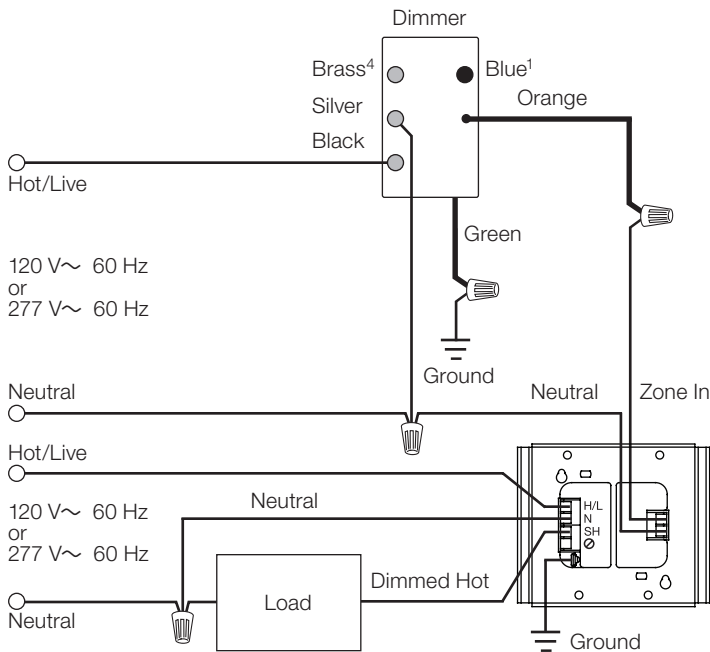 Dimmer
Brass⁴
Blue¹
Orange
Silver
Black
Hot/Live
Green
120 V~ 60 Hz
or
277 V~ 60 Hz
Ground
Neutral
Neutral
Zone In
Hot/Live
Neutral
H/L
N
SH
120 V~ 60 Hz
or
277 V~ 60 Hz
Dimmed Hot
Load
Neutral
Ground